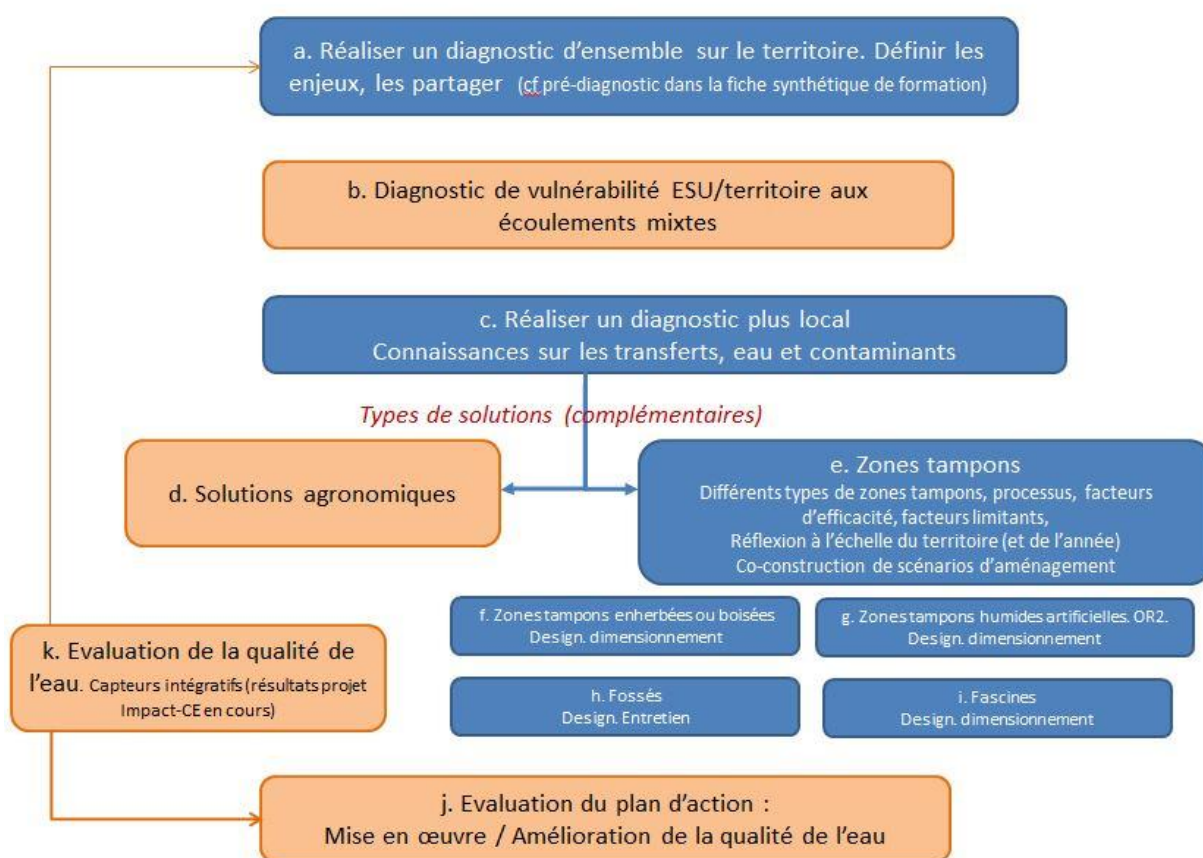 a. Réaliser un diagnostic d’ensemble sur le territoire. Définir les
enjeux, les partager (cf pré-diagnostic dans la fiche synthétique de formation)
b. Diagnostic de vulnérabilité ESU/territoire aux
écoulements mixtes
c. Réaliser un diagnostic plus local
Connaissances sur les transferts, eau et contaminants
Types de solutions (complémentaires)
d. Solutions agronomiques
e. Zones tampons
Différents types de zones tampons, processus, facteurs
d’efficacité, facteurs limitants,
Réflexion à l’échelle du territoire (et de l’année)
Co-construction de scénarios d’aménagement
f. Zones tampons enherbées ou boisées
Design. dimensionnement
g. Zones tampons humides artificielles. OR2.
Design. dimensionnement
h. Fossés
Design. Entretien
i. Fascines
Design. dimensionnement
k. Evaluation de la qualité de
l’eau. Capteurs intégratifs (résultats projet
Impact-CE en cours)
j. Evaluation du plan d’action :
Mise en œuvre / Amélioration de la qualité de l’eau